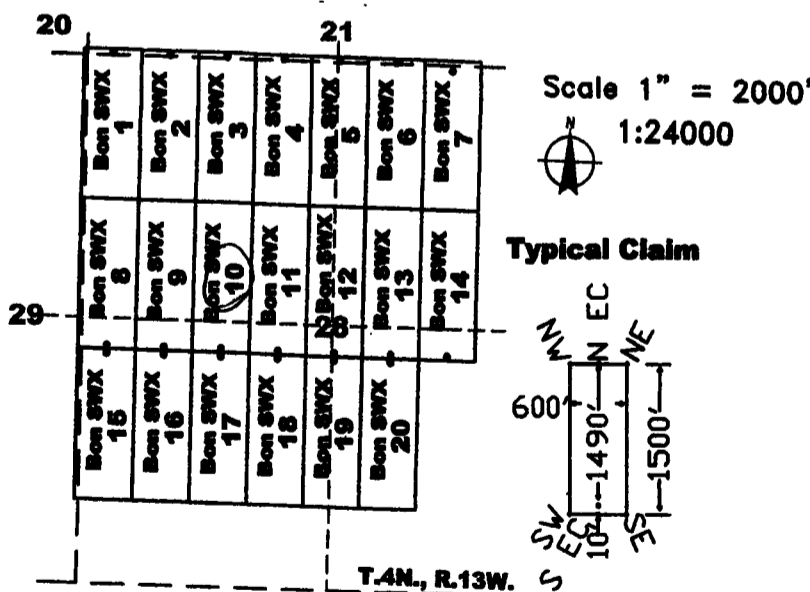 20
21
Scale 1" = 2000'
1:24000
N
Bon SWX 1
Bon SWX 2
Bon SWX 3
Bon SWX 4
Bon SWX 5
Bon SWX 6
Bon SWX 7
Typical Claim
Bon SWX 8
Bon SWX 9
Bon SWX 10
Bon SWX 11
Bon SWX 12
Bon SWX 13
Bon SWX 14
29
28
NW
N EC
NE
600'
1490'
1500'
10'
SW
S EC
SE
Bon SWX 15
Bon SWX 16
Bon SWX 17
Bon SWX 18
Bon SWX 19
Bon SWX 20
T.4N., R.13W.